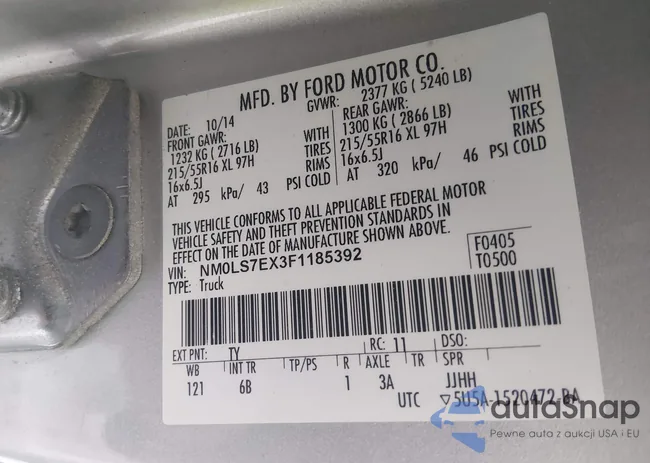 MFD. BY FORD MOTOR CO.
DATE: 10/14 GVWR: 2377 KG ( 5240 LB)
FRONT GAWR: REAR GAWR:
1232 KG ( 2716 LB) WITH 1300 KG ( 2866 LB) WITH
215/55R16 XL 97H TIRES 215/55R16 XL 97H TIRES
16x6.5J RIMS 16x6.5J RIMS
AT 295 kPa/ 43 PSI COLD AT 320 kPa/ 46 PSI COLD
THIS VEHICLE CONFORMS TO ALL APPLICABLE FEDERAL MOTOR
VEHICLE SAFETY AND THEFT PREVENTION STANDARDS IN
EFFECT ON THE DATE OF MANUFACTURE SHOWN ABOVE.
VIN: NM0LS7EX3F1185392 F0405
TYPE: Truck T0500
EXT PNT: TY RC: 11 DSO:
WB INT TR TP/PS R AXLE TR SPR
121 6B 1 3A JJHH
UTC ▽5U5A-1520472-BA
autoSnap
Pewne auta z aukcji USA i EU